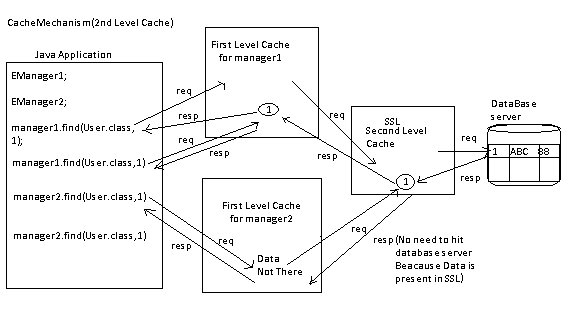 CacheMechanism(2nd Level Cache)
Java Application
EManager1;
EManager2;
manager1.find(User.class,
1);
manager1.find(User.class,1)
manager2.find(User.class,1)
manager2.find(User.class,1)
req
resp
req
resp
First Level Cache
for manager1
1
req
resp
SSL
Second Level
Cache
1
req
resp
DataBase
server
1 ABC 88
First Level Cache
for manager2
Data
Not There
req
resp
req
resp (No need to hit
database server
Beacause Data is
present in SSL)